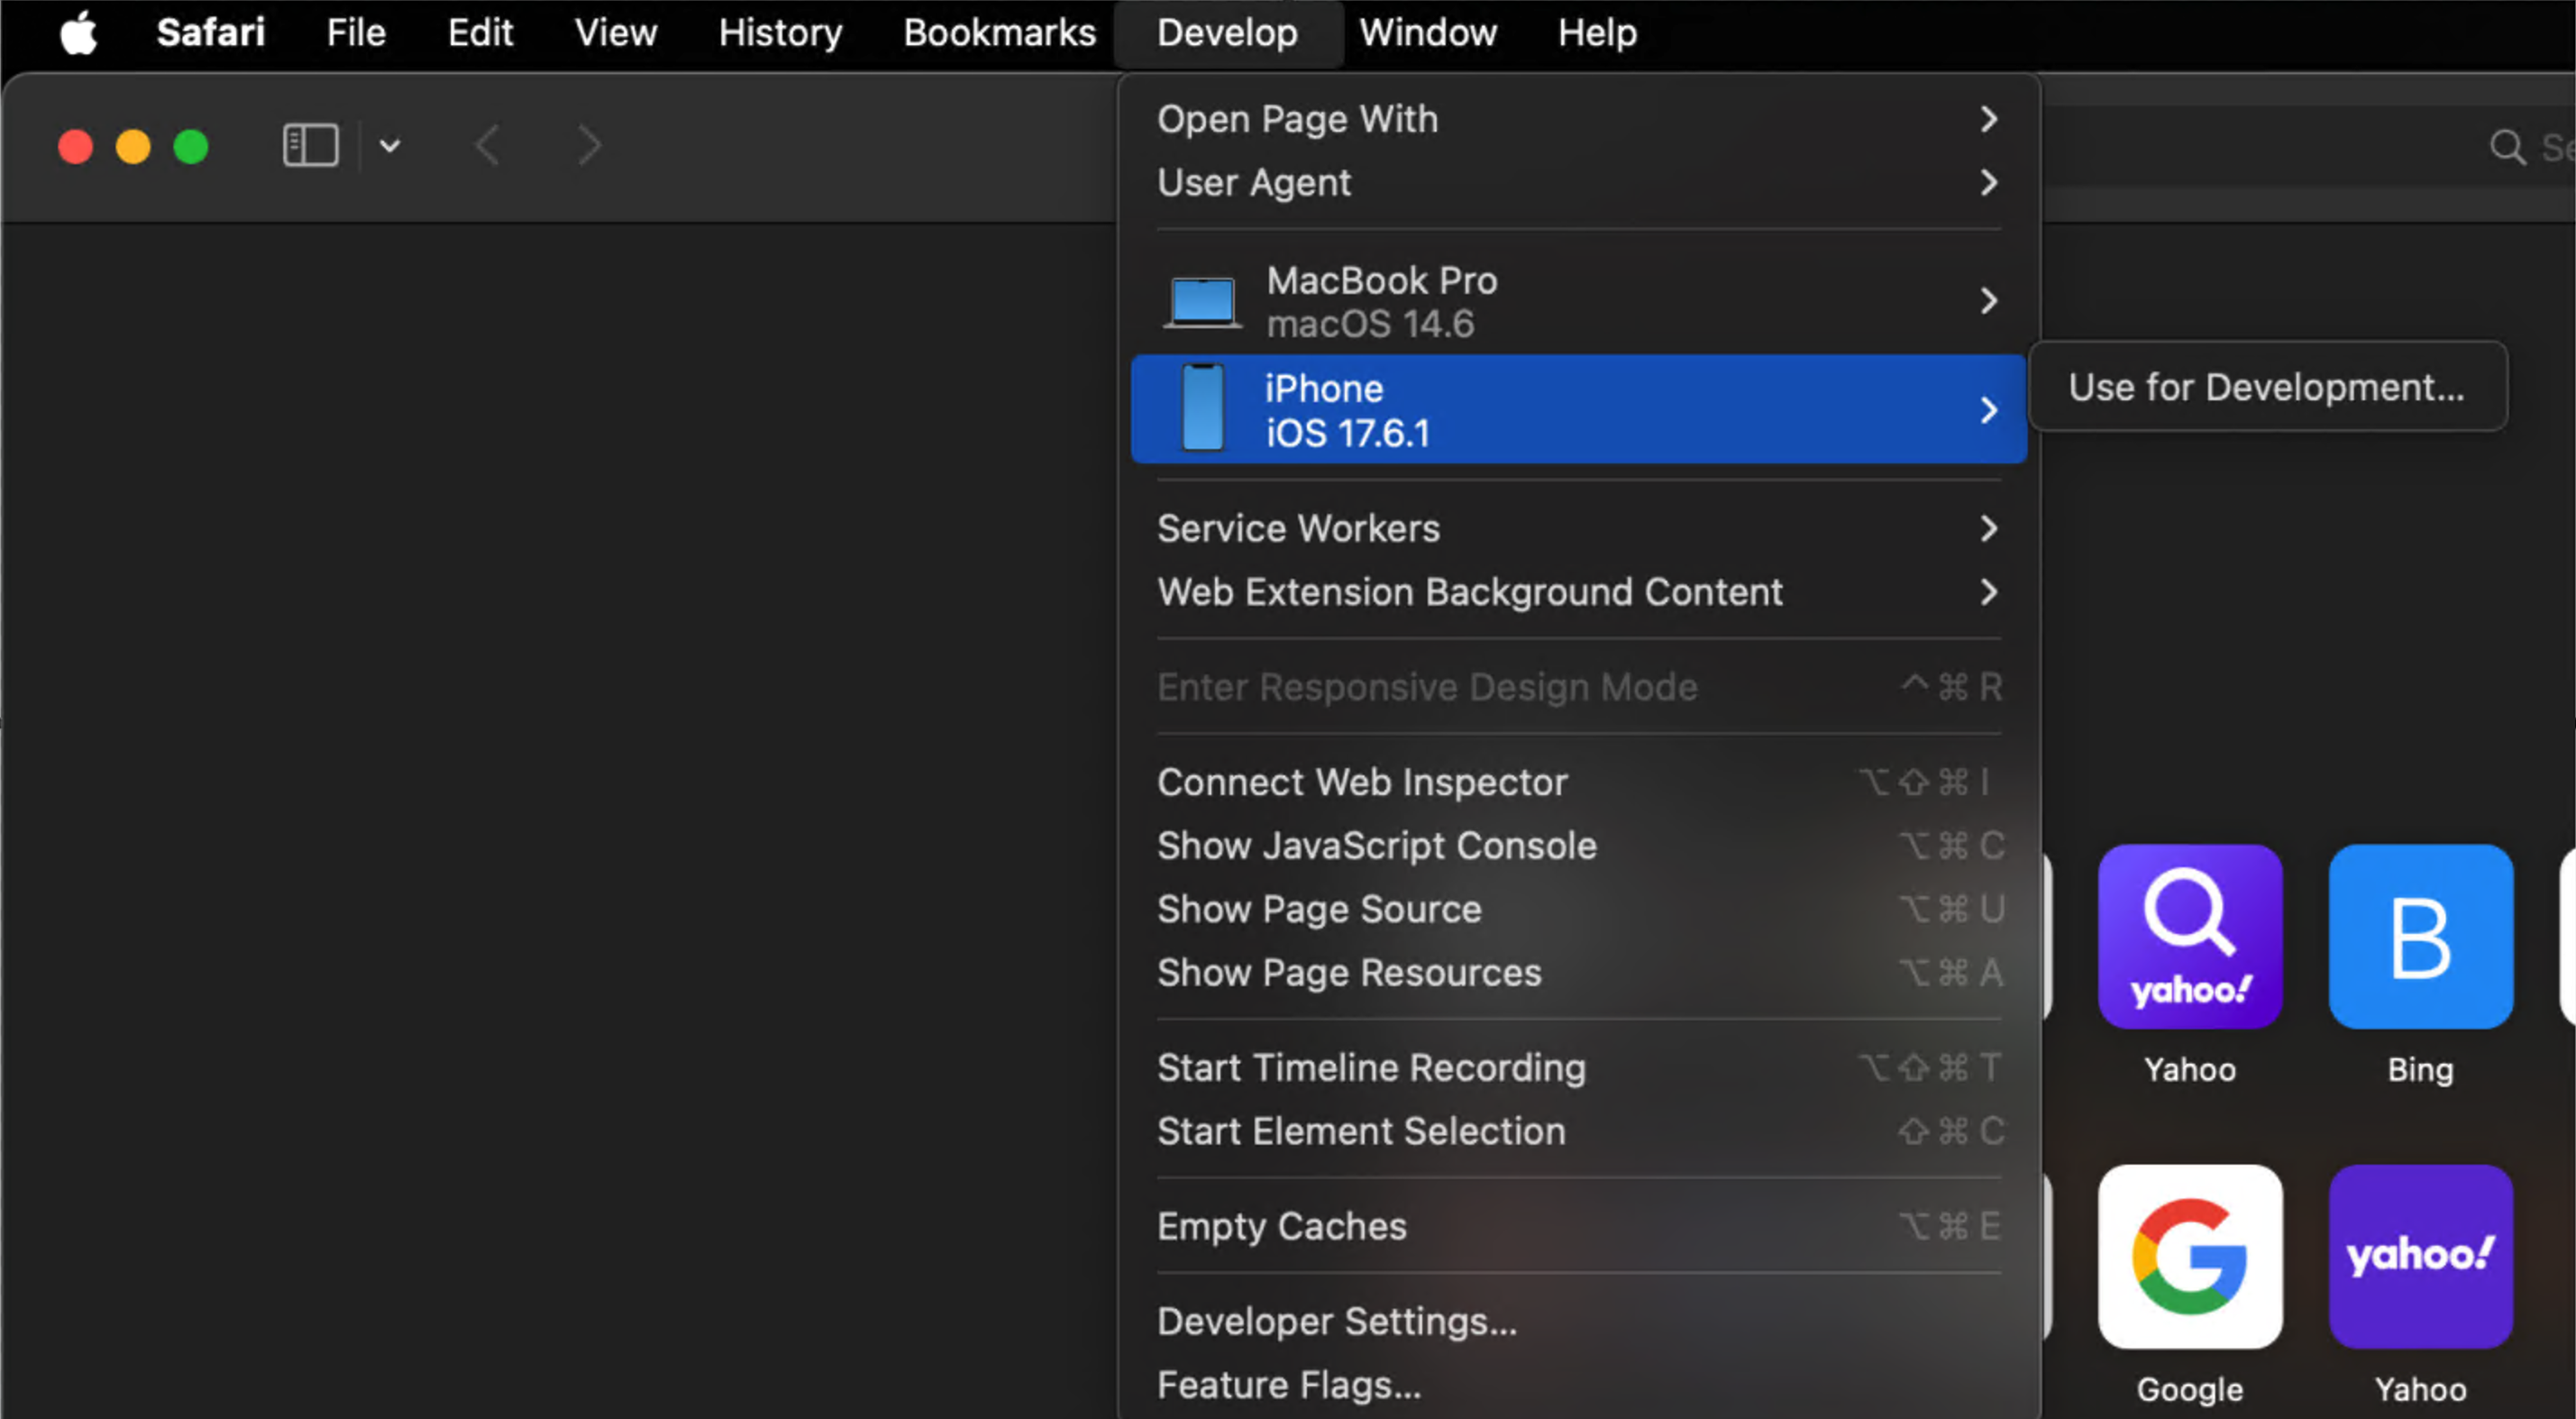 Safari File Edit View History Bookmarks Develop Window Help
Open Page With
User Agent
MacBook Pro
macOS 14.6
iPhone
iOS 17.6.1
Use for Development...
Service Workers
Web Extension Background Content
Enter Responsive Design Mode ^⌘R
Connect Web Inspector ⌥⇧⌘I
Show JavaScript Console ⌥⌘C
Show Page Source ⌥⌘U
Show Page Resources ⌥⌘A
Start Timeline Recording ⌥⇧⌘T
Start Element Selection ⇧⌘C
Empty Caches ⌥⌘E
Developer Settings...
Feature Flags...
Se
yahoo!
B
Yahoo Bing
G yahoo!
Google Yahoo